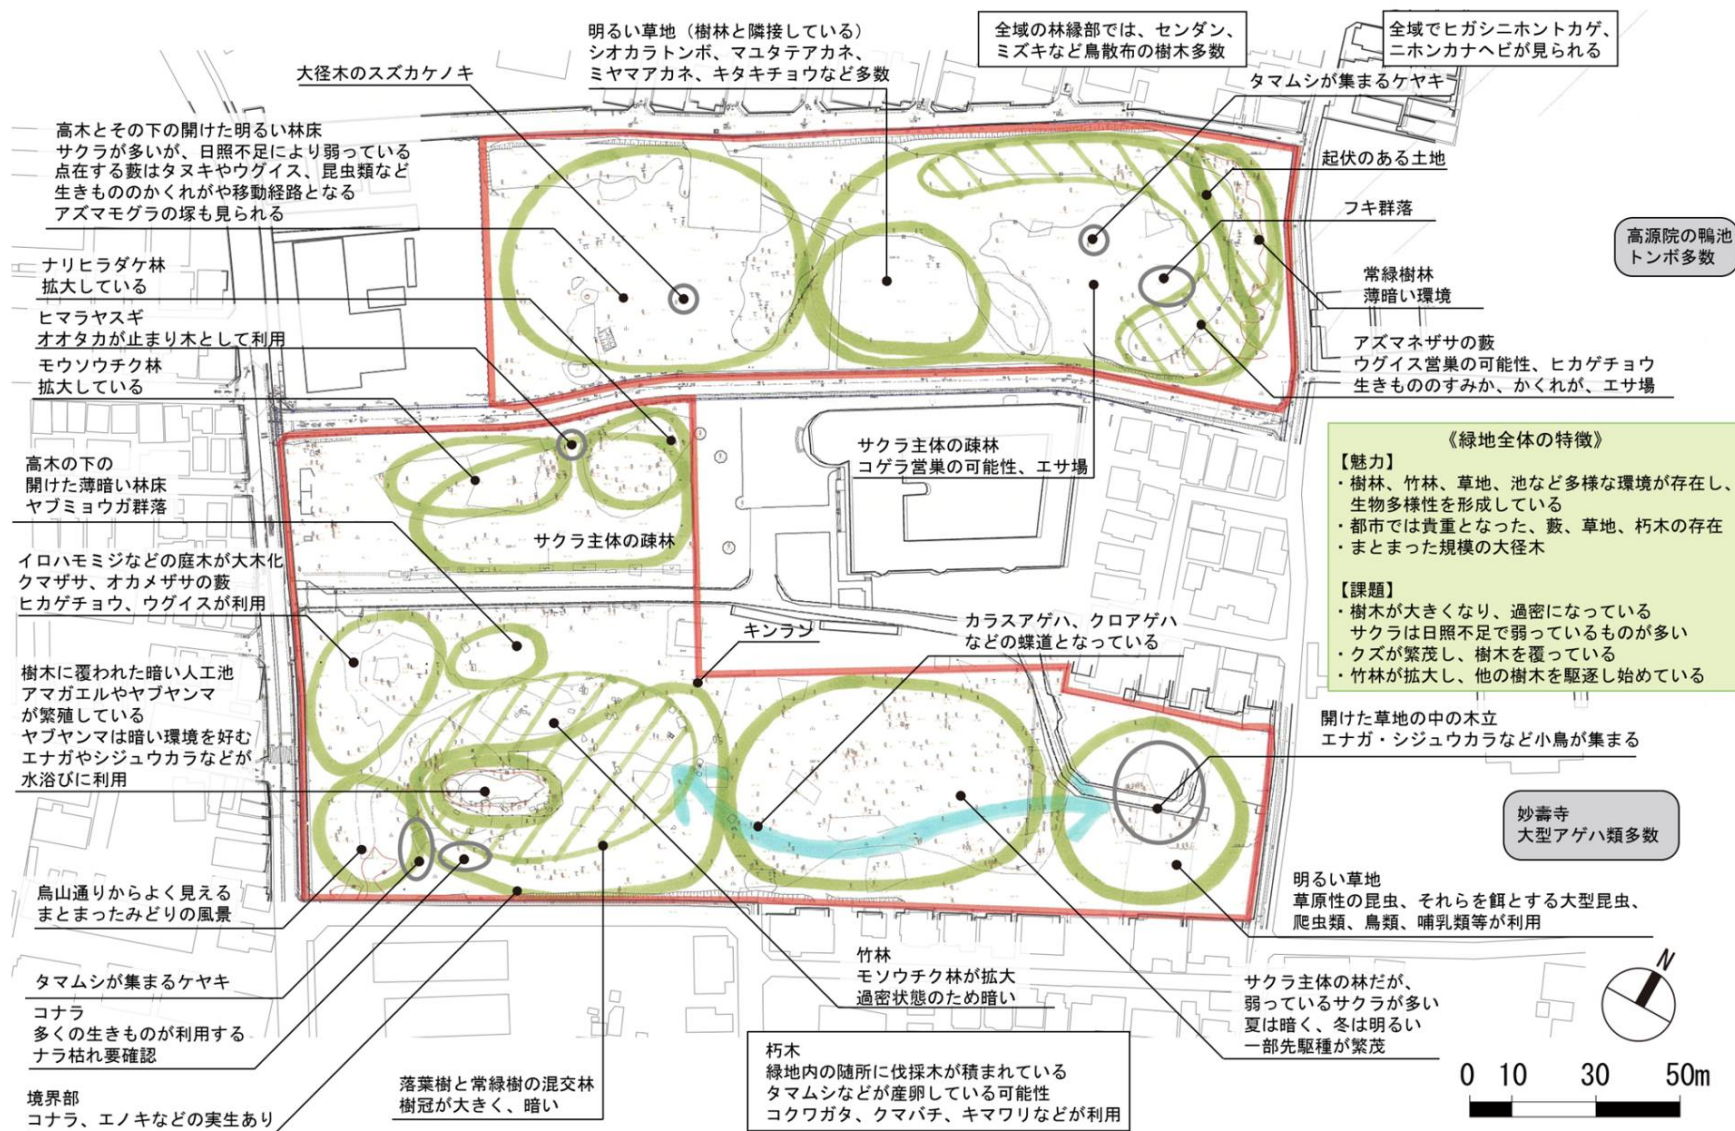 全域の林縁部では、センダン、
ミズキなど鳥散布の樹木多数
全域でヒガシニホントカゲ、
ニホンカナヘビが見られる
明るい草地（樹林と隣接している）
シオカラトンボ、マユタテアカネ、
ミヤマアカネ、キタキチョウなど多数
大径木のスズカケノキ
タマムシが集まるケヤキ
高木とその下の開けた明るい林床
サクラが多いが、日照不足により弱っている
点在する藪はタヌキやウグイス、昆虫類など
生きもののかくれがや移動経路となる
アズマモグラの塚も見られる
起伏のある土地
フキ群落
高源院の鴨池
トンボ多数
ナリヒラダケ林
拡大している
常緑樹林
薄暗い環境
ヒマラヤスギ
オオタカが止まり木として利用
アズマネザサの藪
ウグイス営巣の可能性、ヒカゲチョウ
生きもののすみか、かくれが、エサ場
モウソウチク林
拡大している
サクラ主体の疎林
コゲラ営巣の可能性、エサ場
高木の下の
開けた薄暗い林床
ヤブミョウガ群落
サクラ主体の疎林
《緑地全体の特徴》
【魅力】
・樹林、竹林、草地、池など多様な環境が存在し、
生物多様性を形成している
・都市では貴重となった、藪、草地、朽木の存在
・まとまった規模の大径木
【課題】
・樹木が大きくなり、過密になっている
サクラは日照不足で弱っているものが多い
・クズが繁茂し、樹木を覆っている
・竹林が拡大し、他の樹木を駆逐し始めている
イロハモミジなどの庭木が大木化
クマザサ、オカメザサの藪
ヒカゲチョウ、ウグイスが利用
キンラン
カラスアゲハ、クロアゲハ
などの蝶道となっている
樹木に覆われた暗い人工池
アマガエルやヤブヤンマ
が繁殖している
ヤブヤンマは暗い環境を好む
エナガやシジュウカラなどが
水浴びに利用
開けた草地の中の木立
エナガ・シジュウカラなど小鳥が集まる
妙壽寺
大型アゲハ類多数
烏山通りからよく見える
まとまったみどりの風景
明るい草地
草原性の昆虫、それらを餌とする大型昆虫、
爬虫類、鳥類、哺乳類等が利用
タマムシが集まるケヤキ
竹林
モソウチク林が拡大
過密状態のため暗い
サクラ主体の林だが、
弱っているサクラが多い
夏は暗く、冬は明るい
一部先駆種が繁茂
コナラ
多くの生きものが利用する
ナラ枯れ要確認
落葉樹と常緑樹の混交林
樹冠が大きく、暗い
朽木
緑地内の随所に伐採木が積まれている
タマムシなどが産卵している可能性
コクワガタ、クマバチ、キマワリなどが利用
境界部
コナラ、エノキなどの実生あり
N
0 10 30 50m